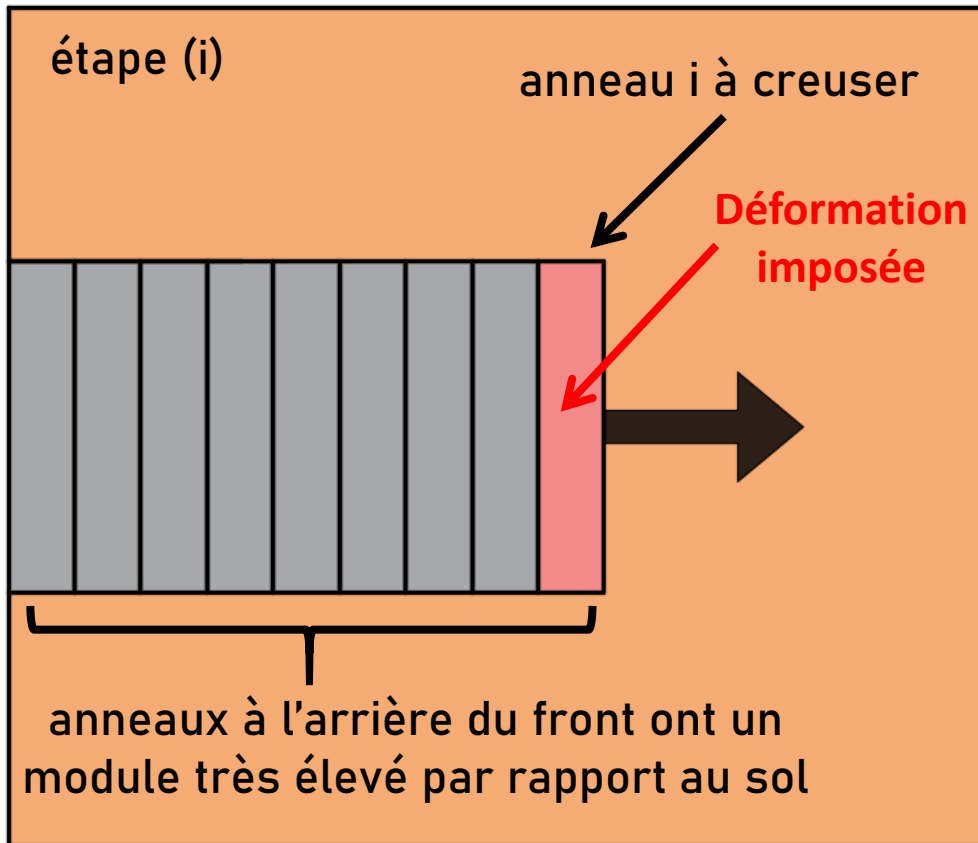 étape (i)
anneau i à creuser
Déformation
imposée
anneaux à l'arrière du front ont un
module très élevé par rapport au sol